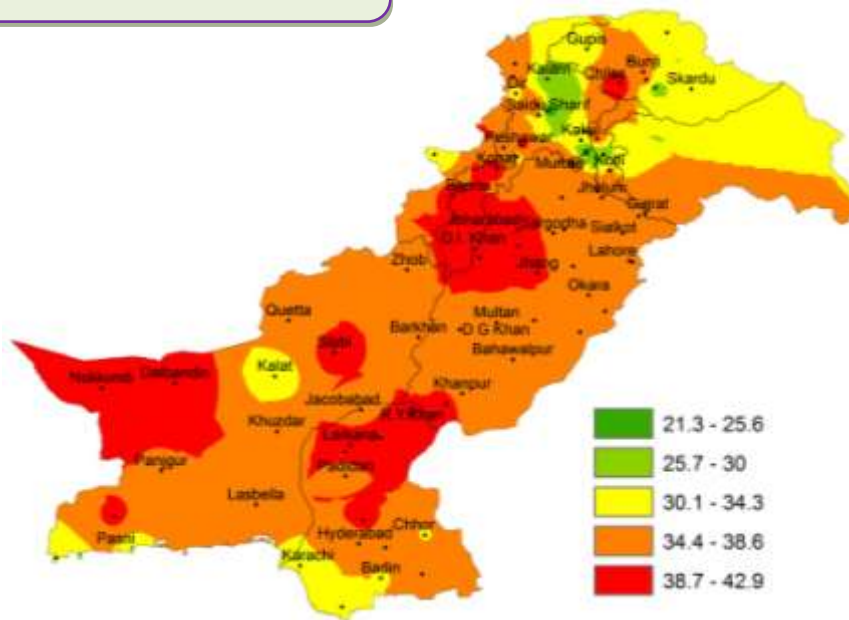 Gupis
Kalam
Chilas
Bunji
Skardu
Dir
Saidu Sharif
Kakul
Peshawar
Kohat
Murree
Kotli
Jhelum
Gujrat
Sargodha
Sialkot
D.I. Khan
Lahore
Zhob
Jhang
Okara
Quetta
Multan
Barkhan
D G Khan
Sibi
Bahawalpur
Kalat
Nokkundi
Dalbandin
Khanpur
Jacobabad
R.Y.Khan
Khuzdar
Larkana
Panjgur
Padidan
Lasbella
Pasni
Hyderabad
Chhor
Karachi
Badin
21.3 - 25.6
25.7 - 30
30.1 - 34.3
34.4 - 38.6
38.7 - 42.9